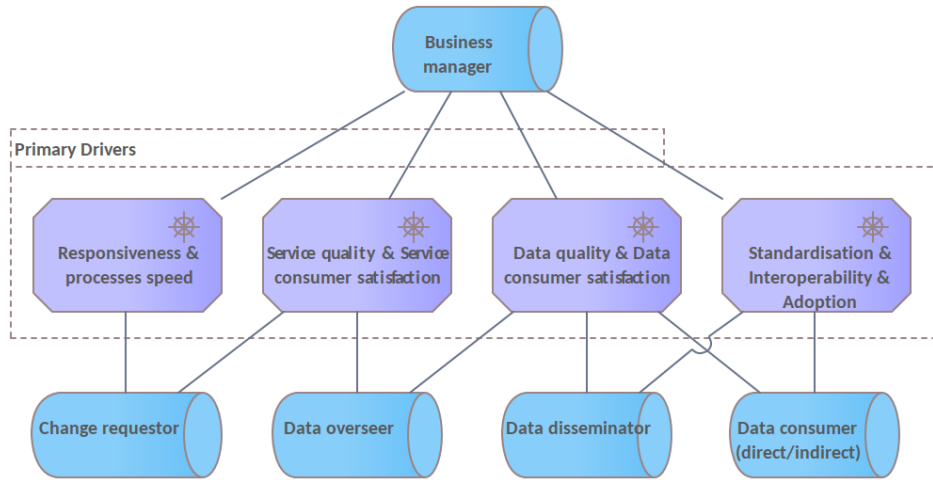 Business
manager
Primary Drivers
Responsiveness &
processes speed
Service quality & Service
consumer satisfaction
Data quality & Data
consumer satisfaction
Standardisation &
Interoperability &
Adoption
Change requestor
Data overseer
Data disseminator
Data consumer
(direct/indirect)